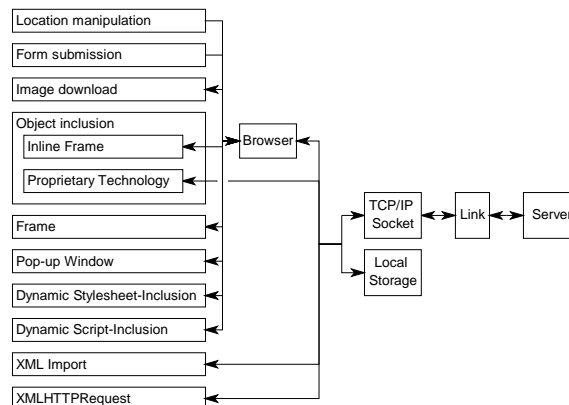 Location manipulation
Form submission
Image download
Object inclusion
Inline Frame
Proprietary Technology
Frame
Pop-up Window
Dynamic Stylesheet-Inclusion
Dynamic Script-Inclusion
XML Import
XMLHTTPRequest
Browser
TCP/IP
Socket
Link
Server
Local
Storage